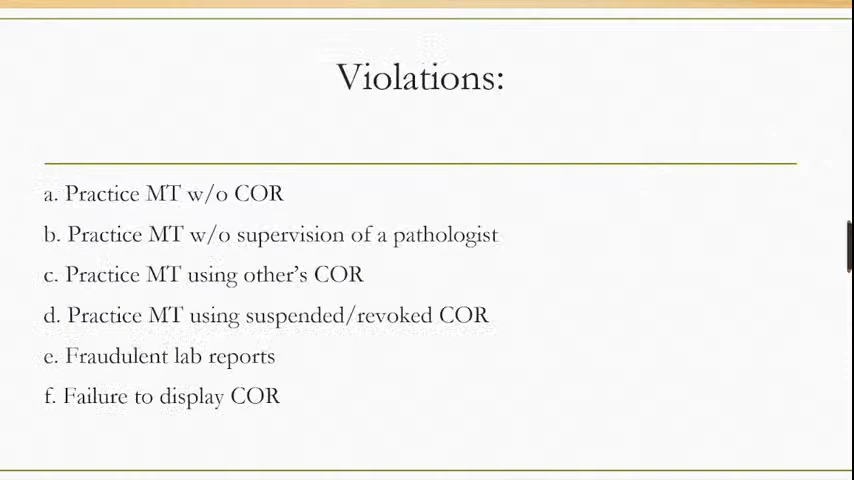 Violations:
a. Practice MT w/o COR
b. Practice MT w/o supervision of a pathologist
c. Practice MT using other’s COR
d. Practice MT using suspended/revoked COR
e. Fraudulent lab reports
f. Failure to display COR